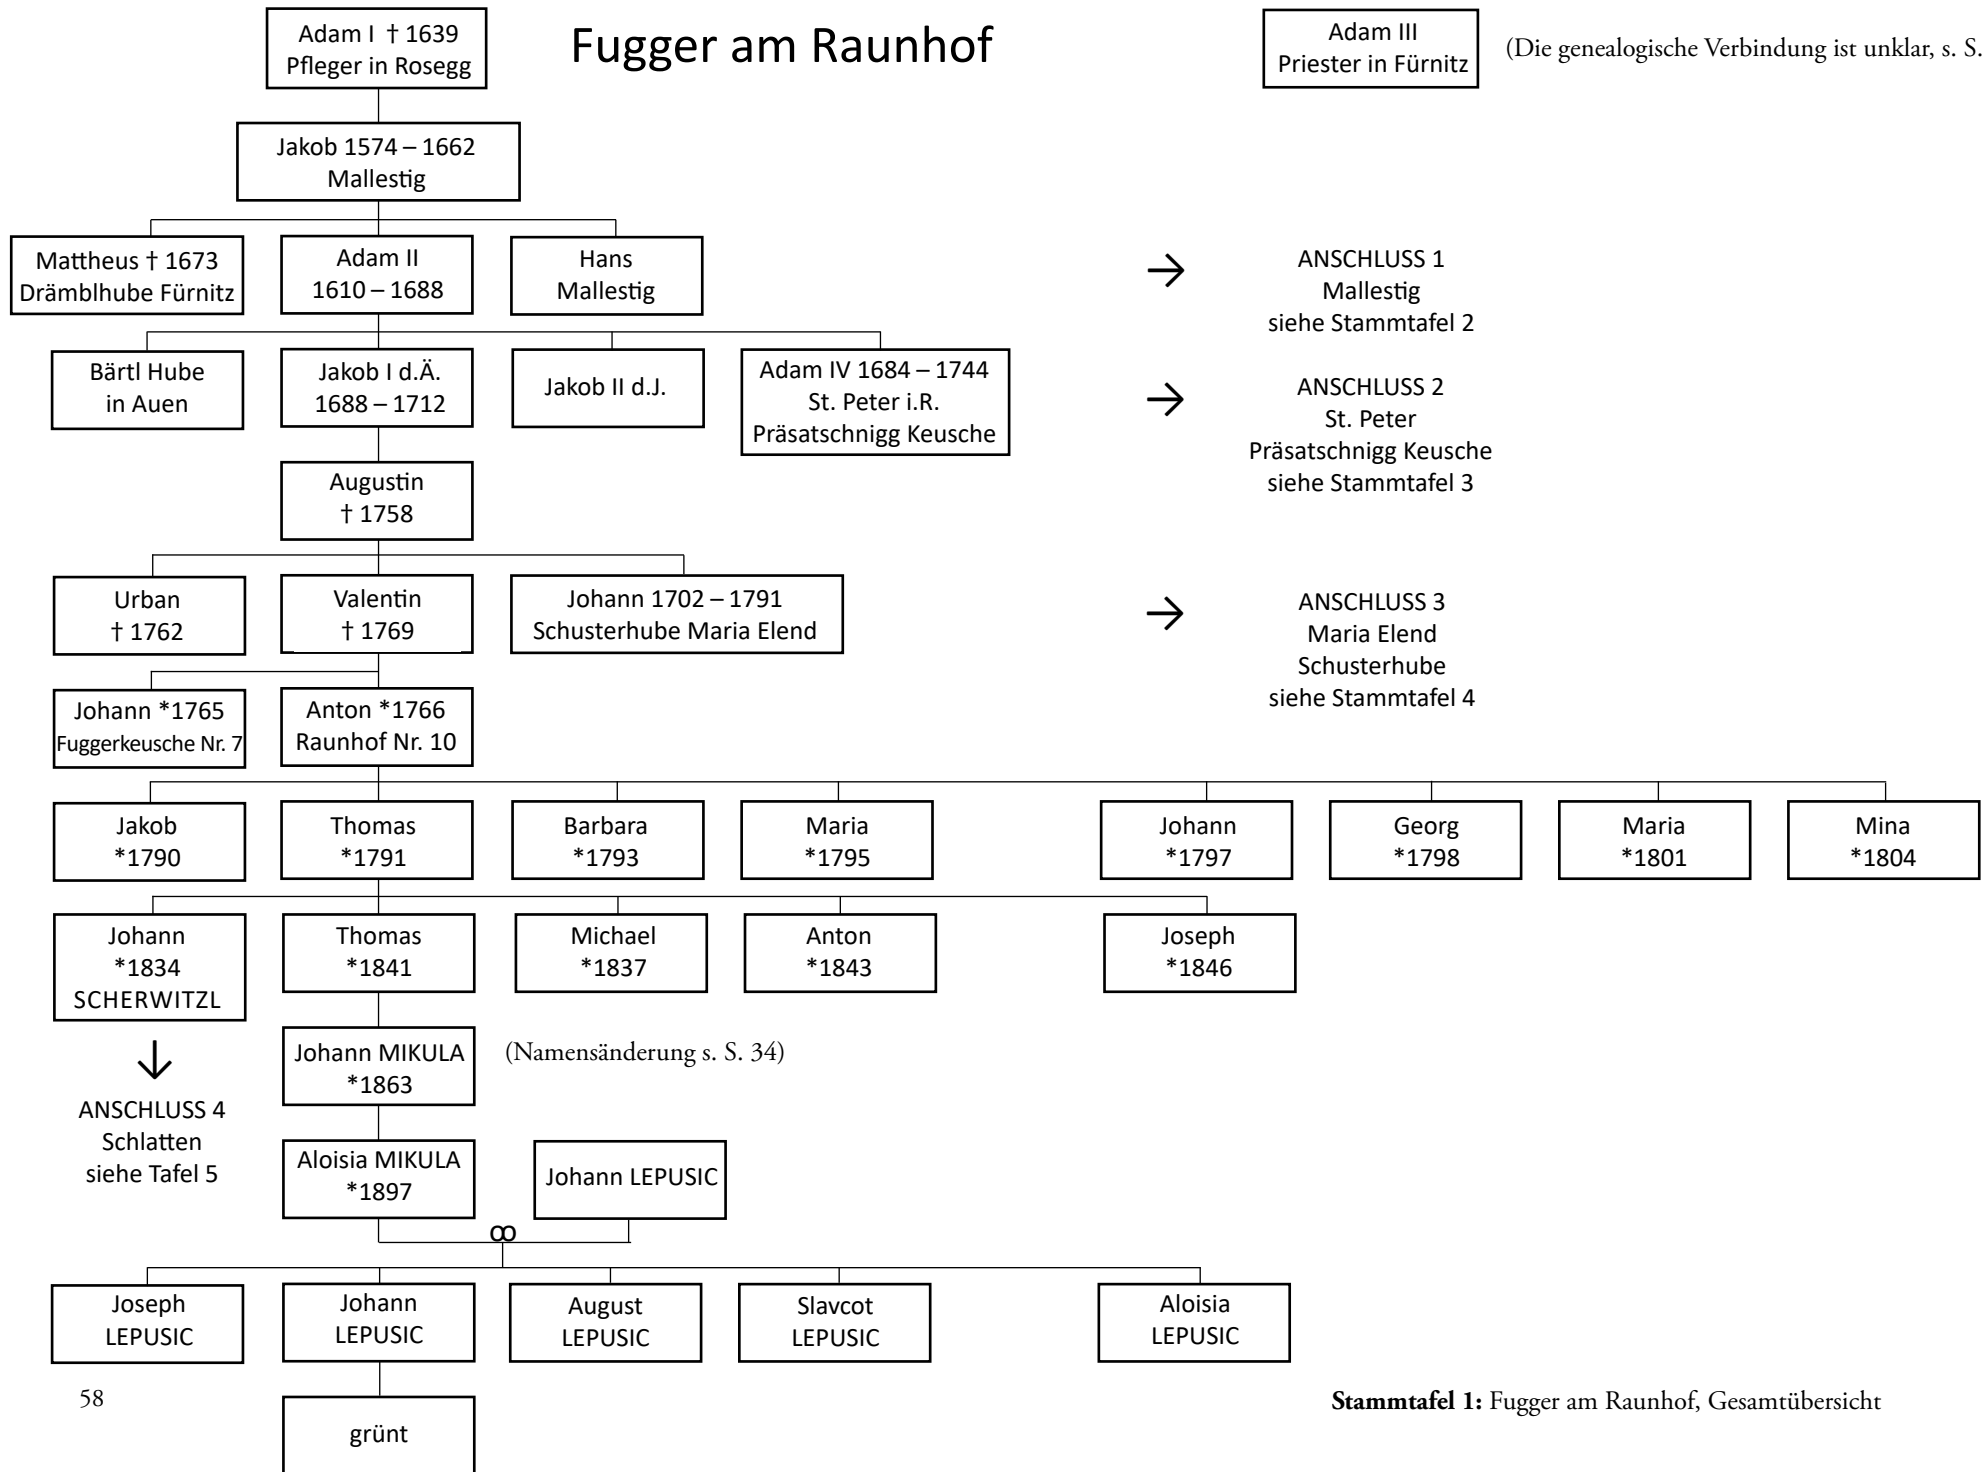 Adam I † 1639
Pfleger in Rosegg
Fugger am Raunhof
Adam III
Priester in Fürnitz
(Die genealogische Verbindung ist unklar, s. S.
Jakob 1574 – 1662
Mallestig
Mattheus † 1673
Drämblhube Fürnitz
Adam II
1610 – 1688
Hans
Mallestig
→
ANSCHLUSS 1
Mallestig
siehe Stammtafel 2
Bärtl Hube
in Auen
Jakob I d.Ä.
1688 – 1712
Jakob II d.J.
Adam IV 1684 – 1744
St. Peter i.R.
Präsatschnigg Keusche
→
ANSCHLUSS 2
St. Peter
Präsatschnigg Keusche
siehe Stammtafel 3
Augustin
† 1758
Urban
† 1762
Valentin
† 1769
Johann 1702 – 1791
Schusterhube Maria Elend
→
ANSCHLUSS 3
Maria Elend
Schusterhube
siehe Stammtafel 4
Johann *1765
Fuggerkeusche Nr. 7
Anton *1766
Raunhof Nr. 10
Jakob
*1790
Thomas
*1791
Barbara
*1793
Maria
*1795
Johann
*1797
Georg
*1798
Maria
*1801
Mina
*1804
Johann
*1834
SCHERWITZL
Thomas
*1841
Michael
*1837
Anton
*1843
Joseph
*1846
↓
ANSCHLUSS 4
Schlatten
siehe Tafel 5
Johann MIKULA
*1863
(Namensänderung s. S. 34)
Aloisia MIKULA
*1897
Johann LEPUSIC
∞
Joseph
LEPUSIC
Johann
LEPUSIC
August
LEPUSIC
Slavcot
LEPUSIC
Aloisia
LEPUSIC
grünt
58
Stammtafel 1: Fugger am Raunhof, Gesamtübersicht